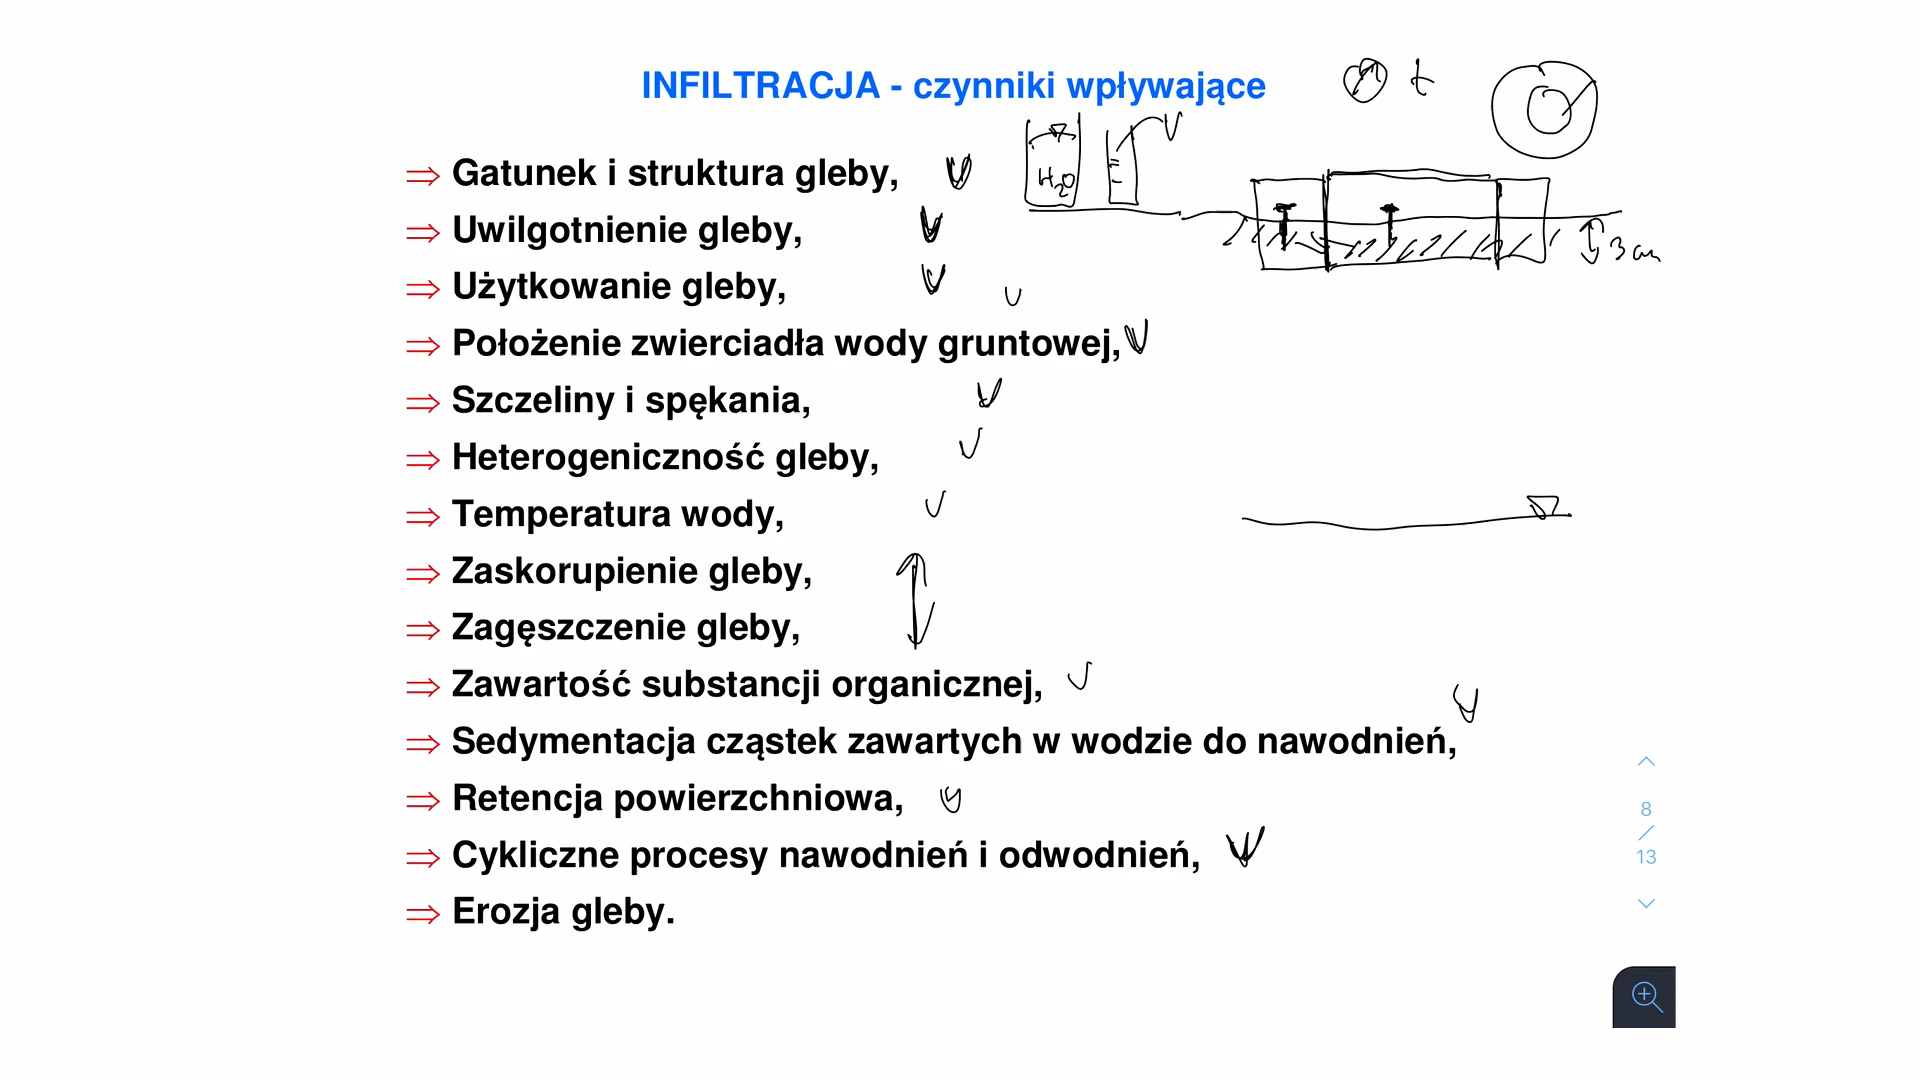 INFILTRACJA - czynniki wpływające
t
⇒ Gatunek i struktura gleby,
H₂O
V
⇒ Uwilgotnienie gleby,
3 cm
⇒ Użytkowanie gleby,
⇒ Położenie zwierciadła wody gruntowej,
⇒ Szczeliny i spękania,
⇒ Heterogeniczność gleby,
⇒ Temperatura wody,
⇒ Zaskorupienie gleby,
⇒ Zagęszczenie gleby,
⇒ Zawartość substancji organicznej,
⇒ Sedymentacja cząstek zawartych w wodzie do nawodnień,
⇒ Retencja powierzchniowa,
⇒ Cykliczne procesy nawodnień i odwodnień,
⇒ Erozja gleby.
8
/
13